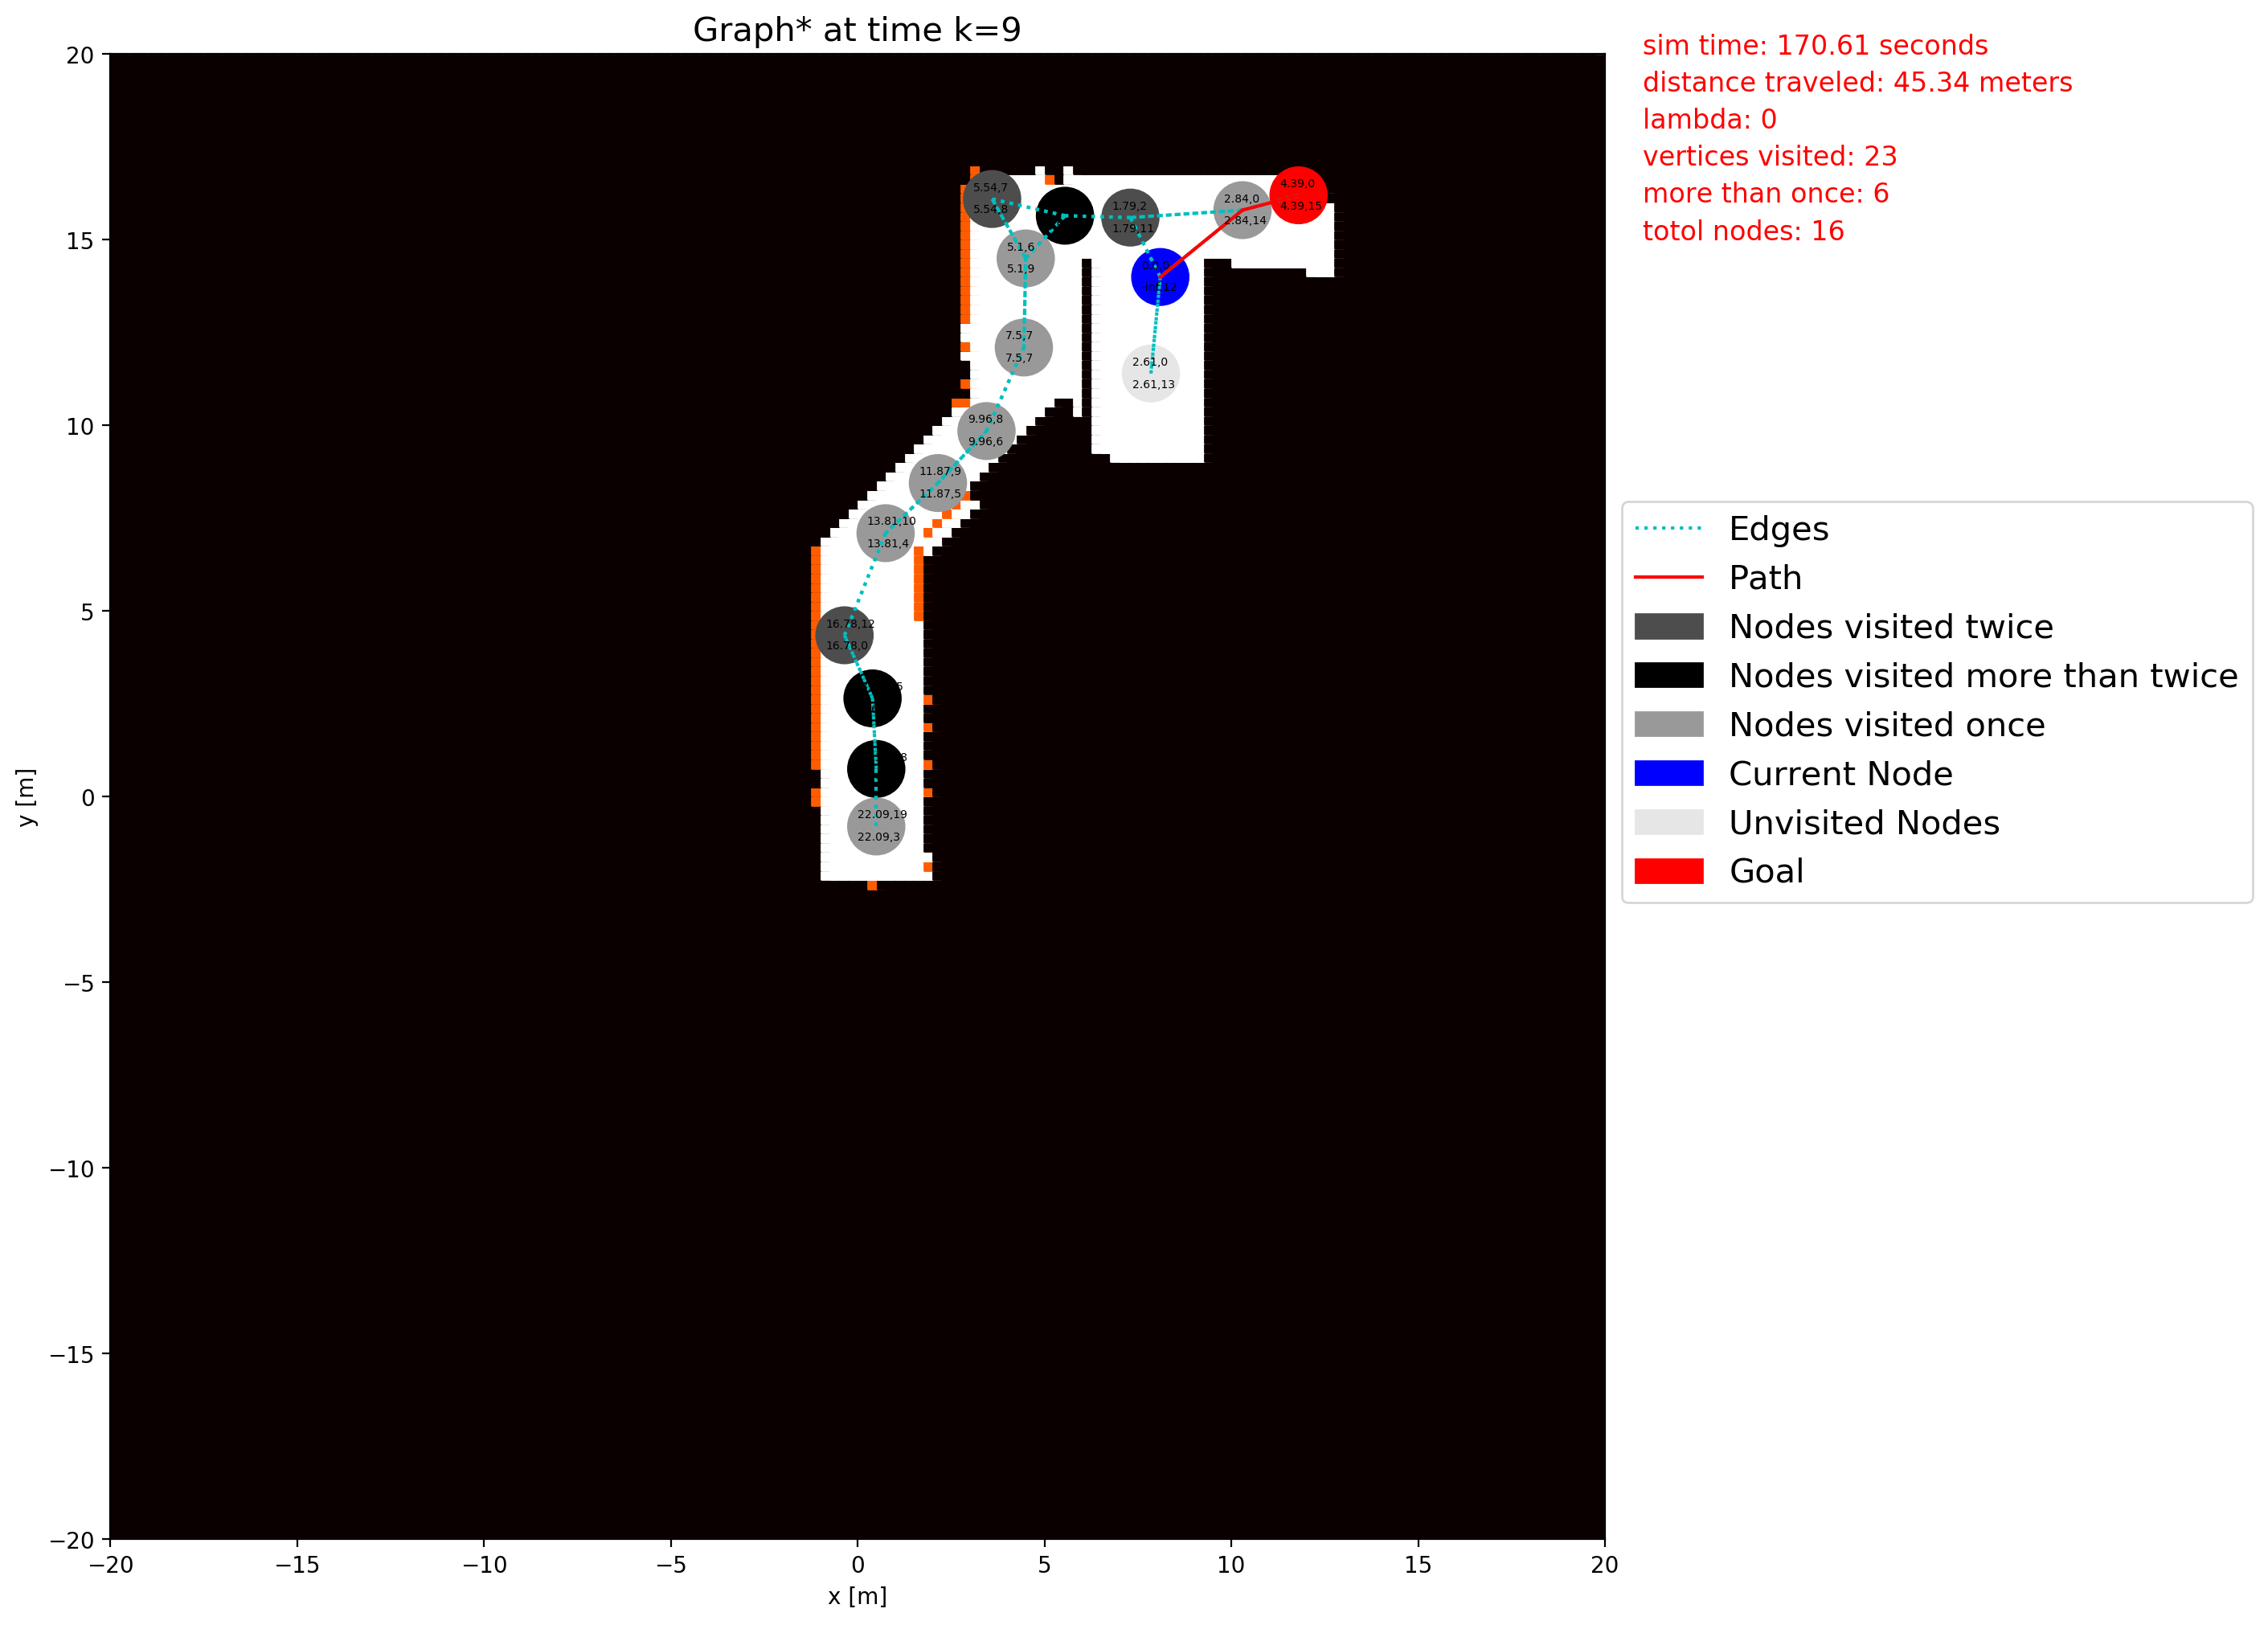 Graph* at time k=9
sim time: 170.61 seconds
distance traveled: 45.34 meters
lambda: 0
vertices visited: 23
more than once: 6
totol nodes: 16
20
15
10
5
0
−5
−10
−15
−20
y [m]
5.54,7
5.54,8
5.1,6
5.1,9
1.79,2
1.79,11
2.84,0
2.84,14
4.39,0
4.39,15
7.5,7
7.5,7
2.61,0
2.61,13
9.96,8
9.96,6
11.87,9
11.87,5
13.81,10
13.81,4
16.78,12
16.78,0
22.09,19
22.09,3
Edges
Path
Nodes visited twice
Nodes visited more than twice
Nodes visited once
Current Node
Unvisited Nodes
Goal
−20
−15
−10
−5
0
5
10
15
20
x [m]